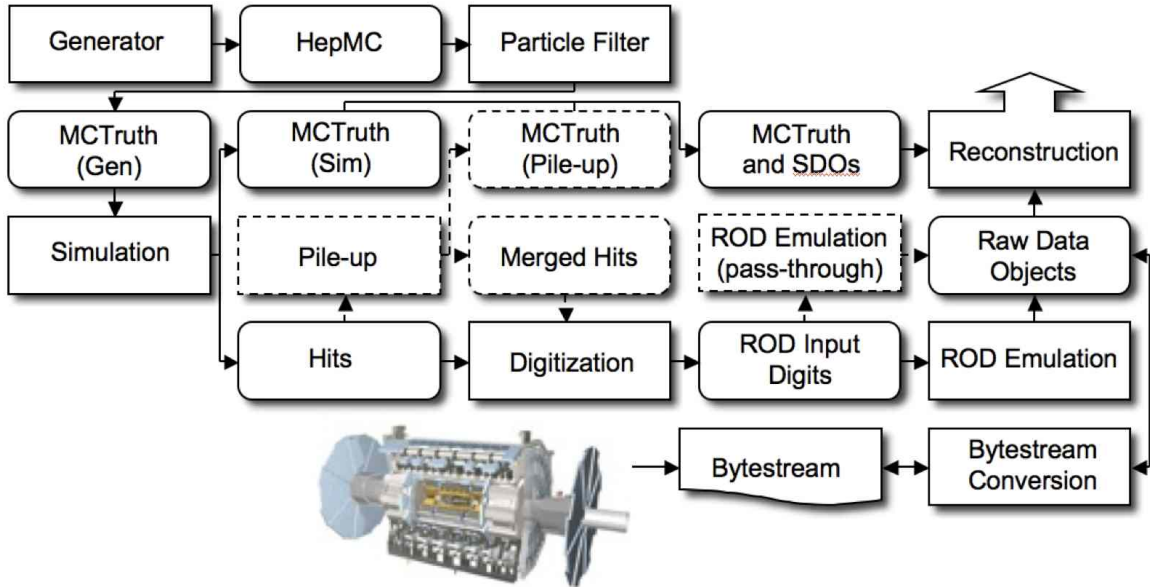 Generator
HepMC
Particle Filter
MCTruth
(Gen)
MCTruth
(Sim)
MCTruth
(Pile-up)
MCTruth
and SDOs
Reconstruction
Simulation
Pile-up
Merged Hits
ROD Emulation
(pass-through)
Raw Data
Objects
Hits
Digitization
ROD Input
Digits
ROD Emulation
Bytestream
Bytestream
Conversion